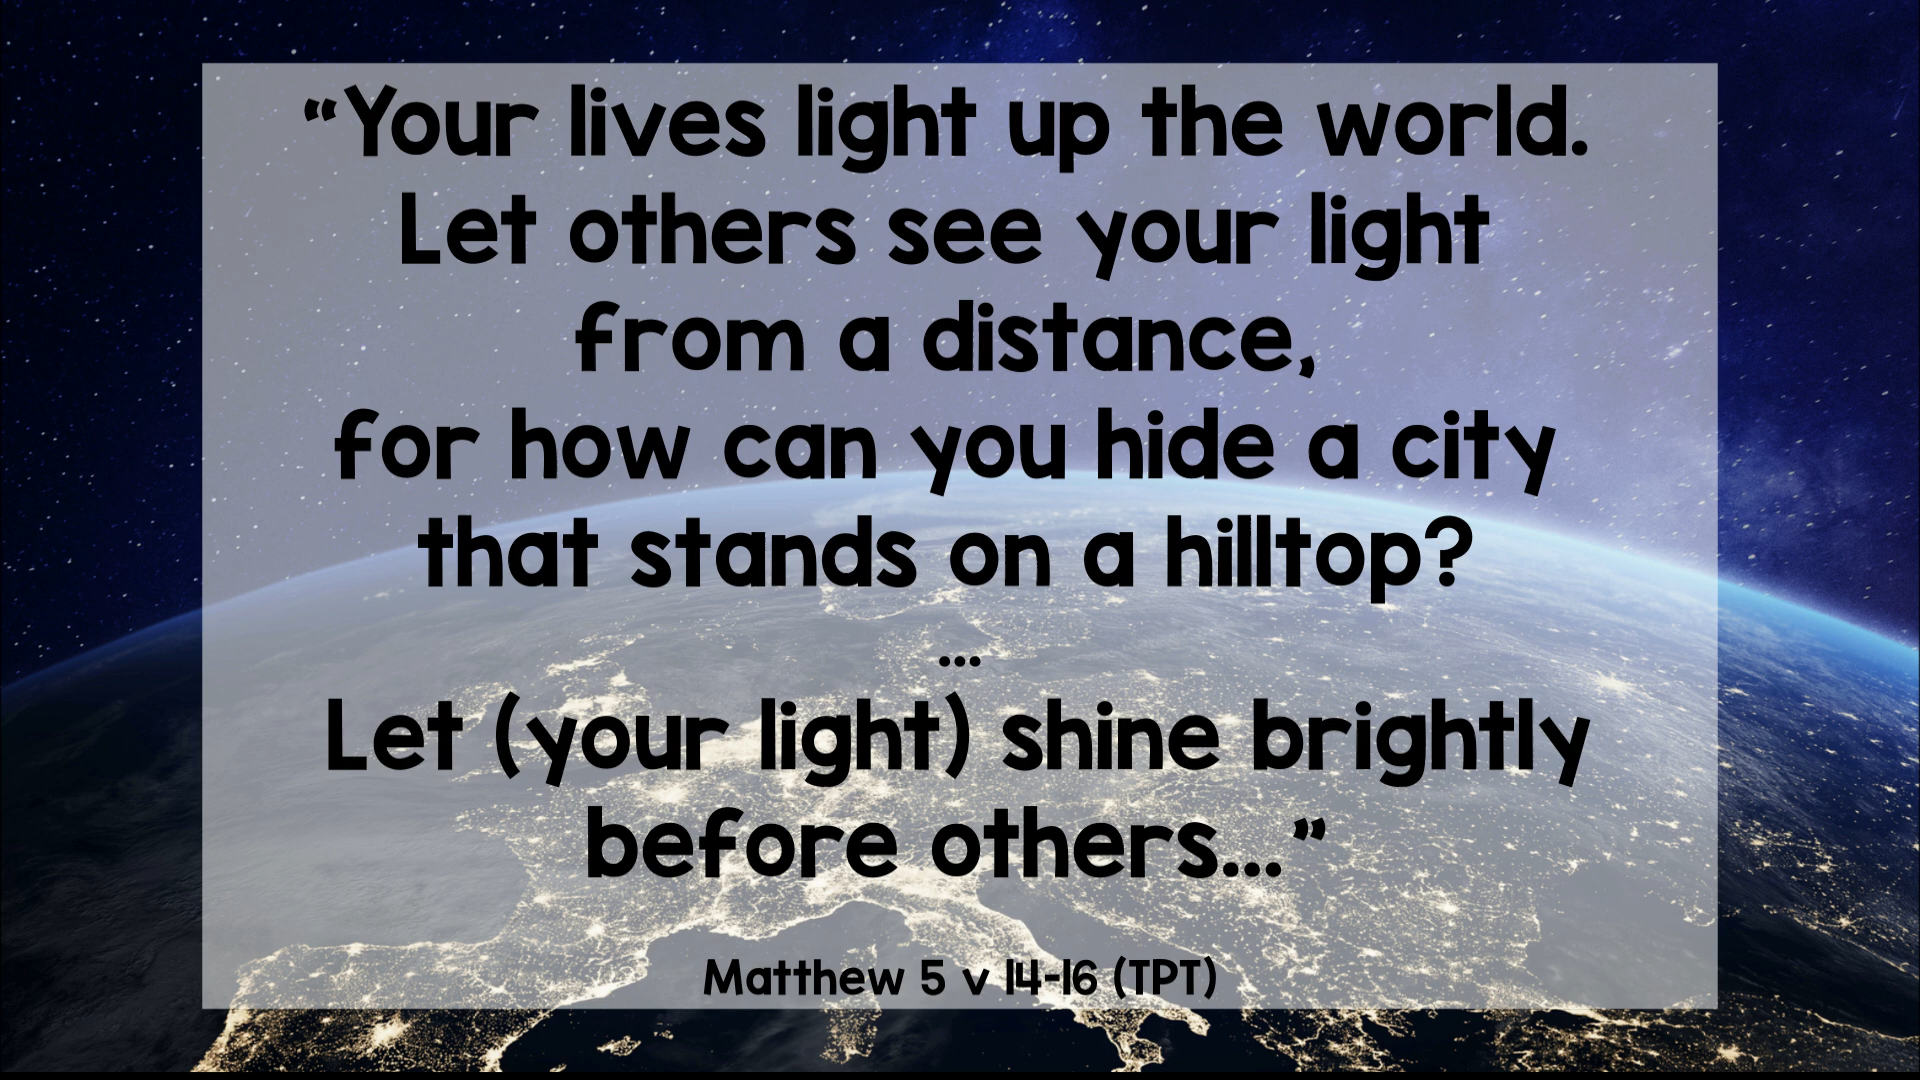 “Your lives light up the world.
Let others see your light
from a distance,
for how can you hide a city
that stands on a hilltop?
...
Let (your light) shine brightly
before others...”
Matthew 5 v 14-16 (TPT)